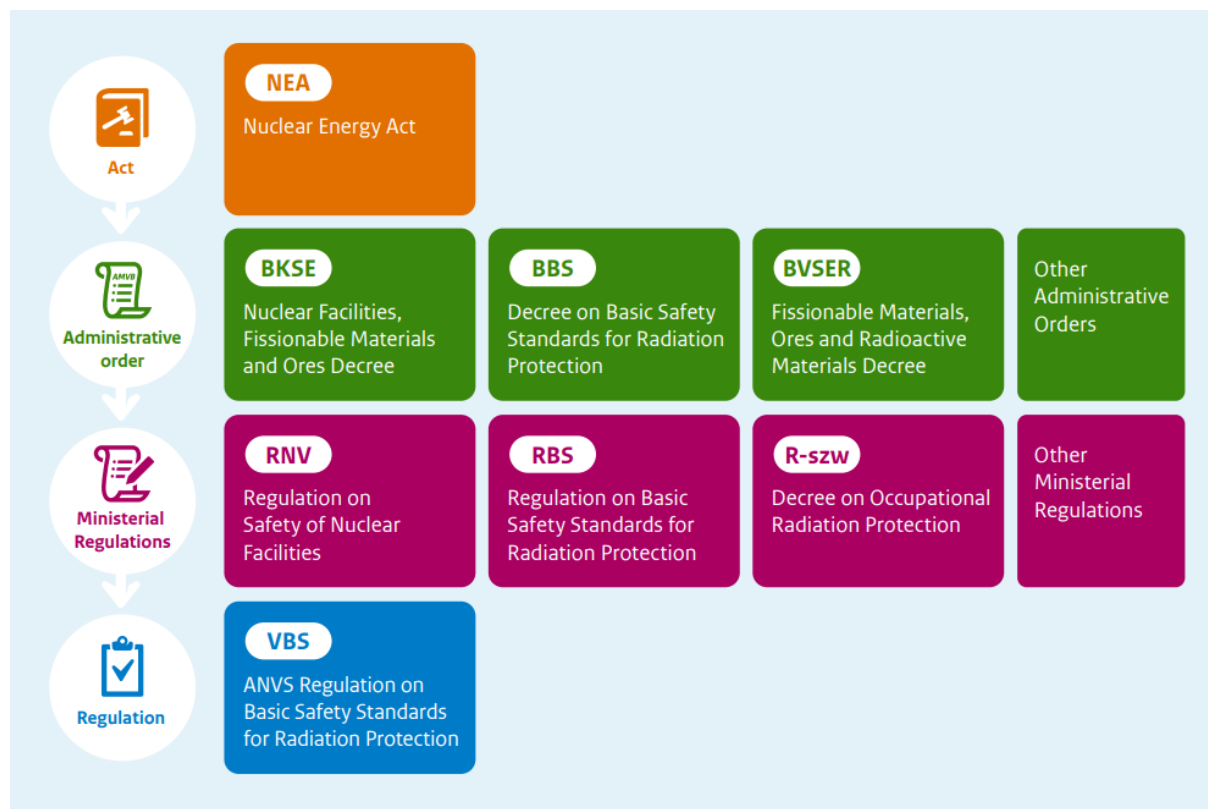 Act
NEA
Nuclear Energy Act
AMVB
Administrative
order
BKSE
Nuclear Facilities,
Fissionable Materials
and Ores Decree
BBS
Decree on Basic Safety
Standards for Radiation
Protection
BVSER
Fissionable Materials,
Ores and Radioactive
Materials Decree
Other
Administrative
Orders
Ministerial
Regulations
RNV
Regulation on
Safety of Nuclear
Facilities
RBS
Regulation on Basic
Safety Standards for
Radiation Protection
R-szw
Decree on Occupational
Radiation Protection
Other
Ministerial
Regulations
Regulation
VBS
ANVS Regulation on
Basic Safety Standards
for Radiation Protection